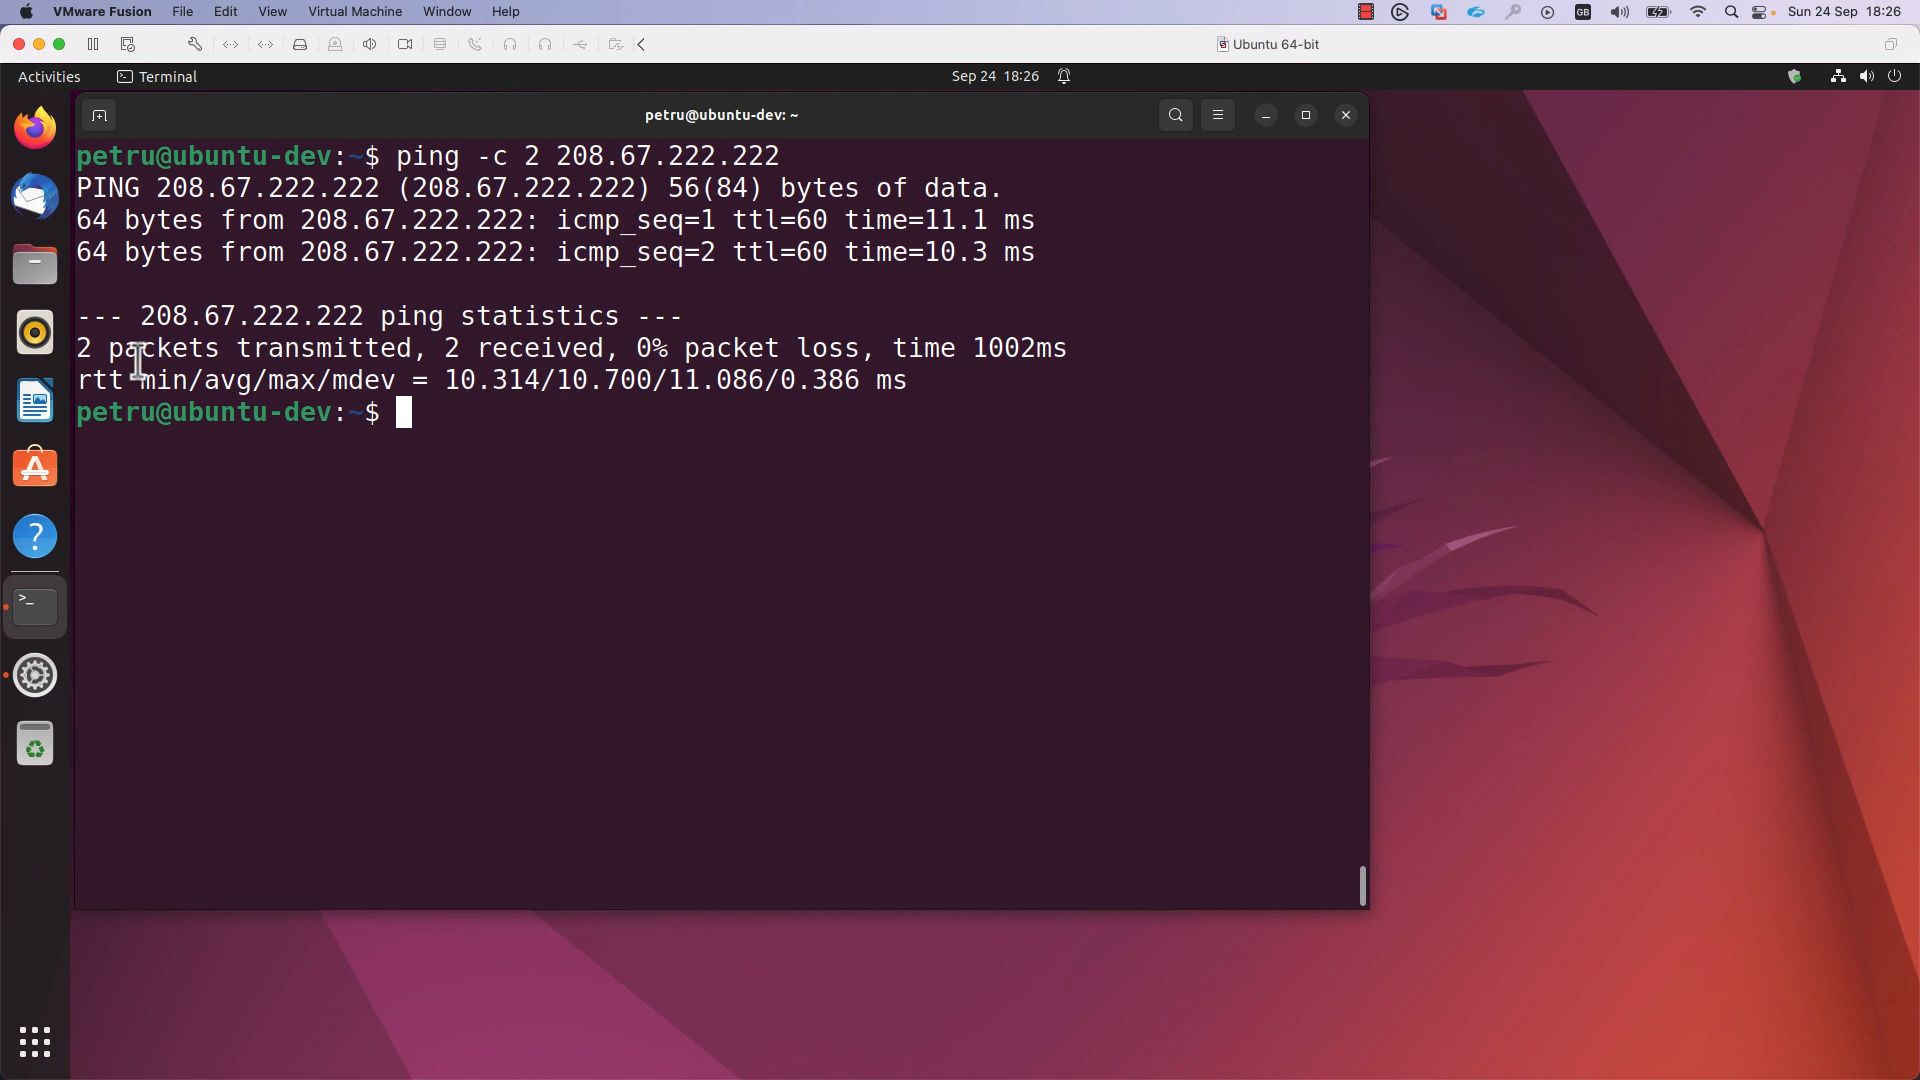 VMware Fusion File Edit View Virtual Machine Window Help GB Sun 24 Sep 18:26
Ubuntu 64-bit
Activities Terminal Sep 24 18:26
petru@ubuntu-dev: ~
petru@ubuntu-dev:~$ ping -c 2 208.67.222.222
PING 208.67.222.222 (208.67.222.222) 56(84) bytes of data.
64 bytes from 208.67.222.222: icmp_seq=1 ttl=60 time=11.1 ms
64 bytes from 208.67.222.222: icmp_seq=2 ttl=60 time=10.3 ms
--- 208.67.222.222 ping statistics ---
2 packets transmitted, 2 received, 0% packet loss, time 1002ms
rtt min/avg/max/mdev = 10.314/10.700/11.086/0.386 ms
petru@ubuntu-dev:~$